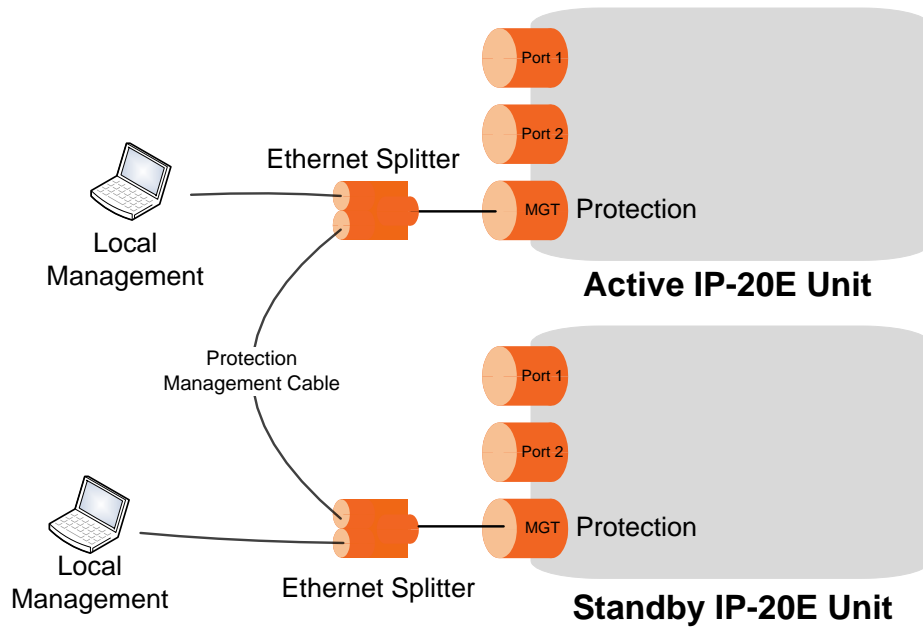 Port 1
Port 2
Ethernet Splitter
MGT
Protection
Local
Management
Active IP-20E Unit
Protection
Management Cable
Port 1
Port 2
MGT
Protection
Local
Management
Ethernet Splitter
Standby IP-20E Unit